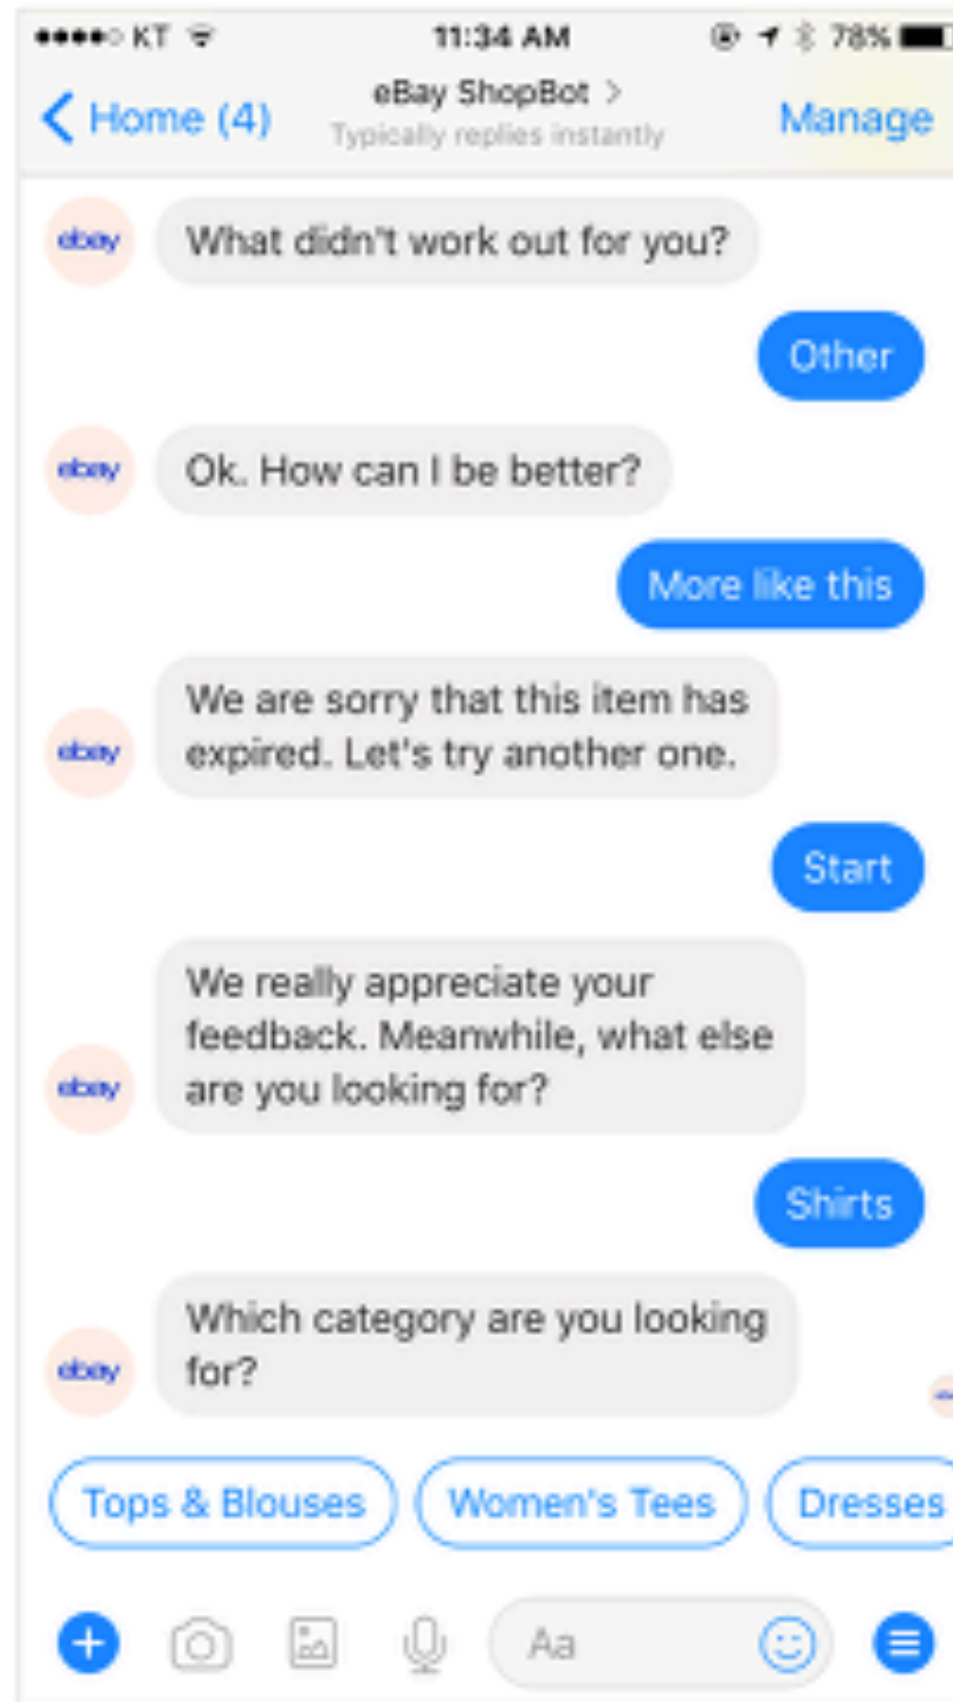 KT 11:34 AM 78%
Home (4) eBay ShopBot > Manage
Typically replies instantly
ebay What didn't work out for you?
Other
ebay Ok. How can I be better?
More like this
We are sorry that this item has
ebay expired. Let's try another one.
Start
We really appreciate your
feedback. Meanwhile, what else
ebay are you looking for?
Shirts
Which category are you looking
ebay for?
Tops & Blouses Women's Tees Dresses
Aa